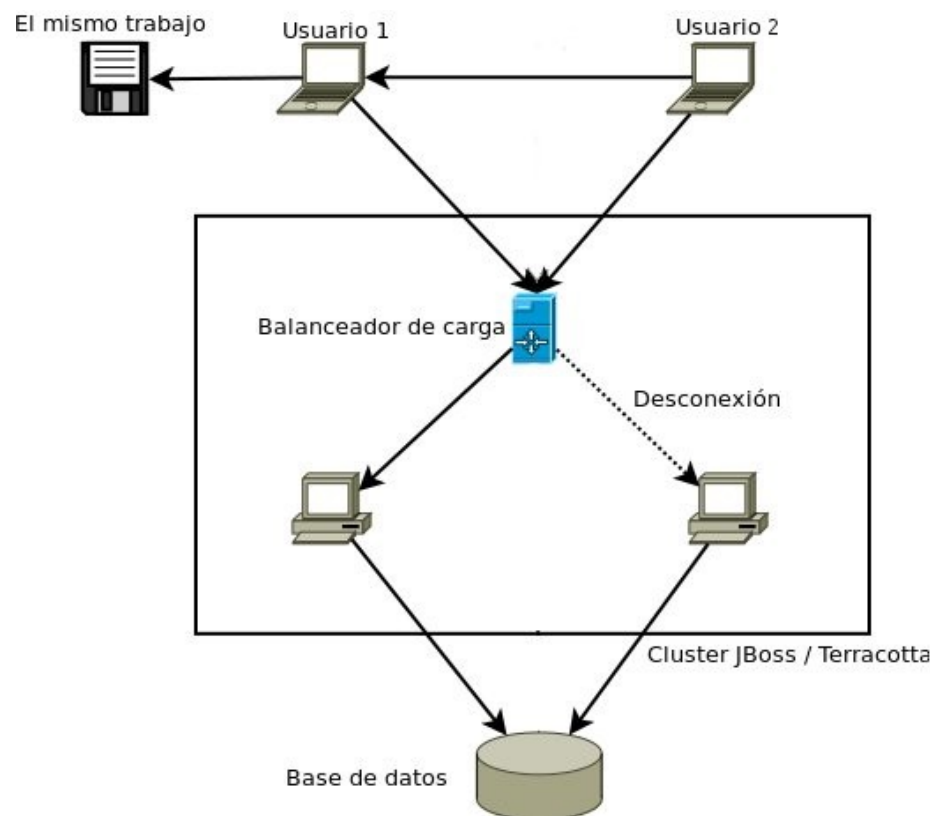 El mismo trabajo
Usuario 1
Usuario 2
Balanceador de carga
Desconexión
Cluster JBoss / Terracotta
Base de datos